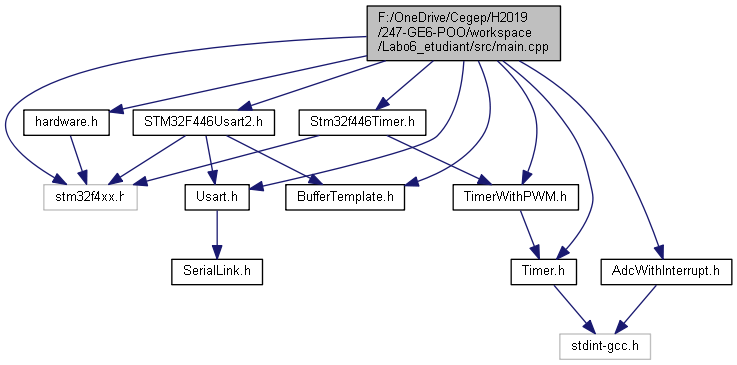 F:/OneDrive/Cegep/H2019
/247-GE6-POO/workspace
/Labo6_etudiant/src/main.cpp
hardware.h
STM32F446Usart2.h
Stm32f446Timer.h
stm32f4xx.h
Usart.h
BufferTemplate.h
TimerWithPWM.h
SerialLink.h
Timer.h
AdcWithInterrupt.h
stdint-gcc.h